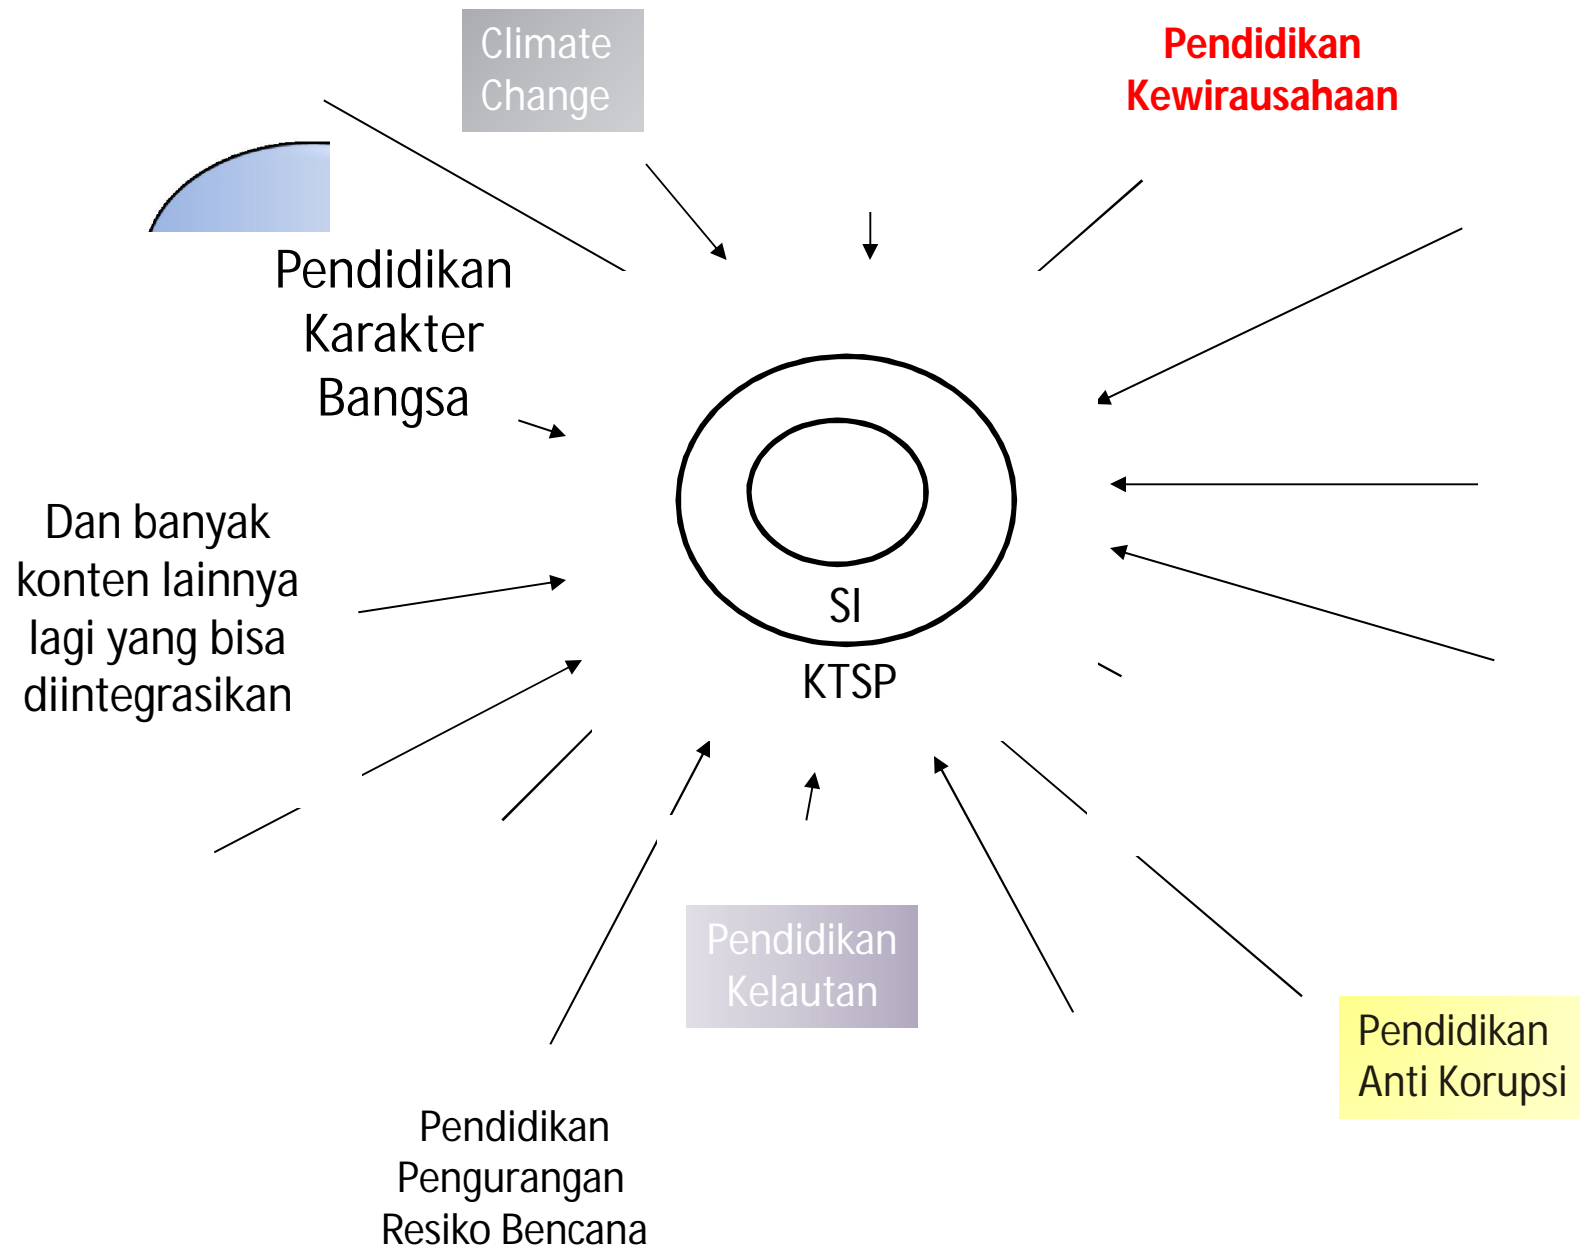 Climate
Change
Pendidikan
Kewirausahaan
Pendidikan
Karakter
Bangsa
Dan banyak
konten lainnya
lagi yang bisa
diintegrasikan
SI
KTSP
Pendidikan
Kelautan
Pendidikan
Anti Korupsi
Pendidikan
Pengurangan
Resiko Bencana